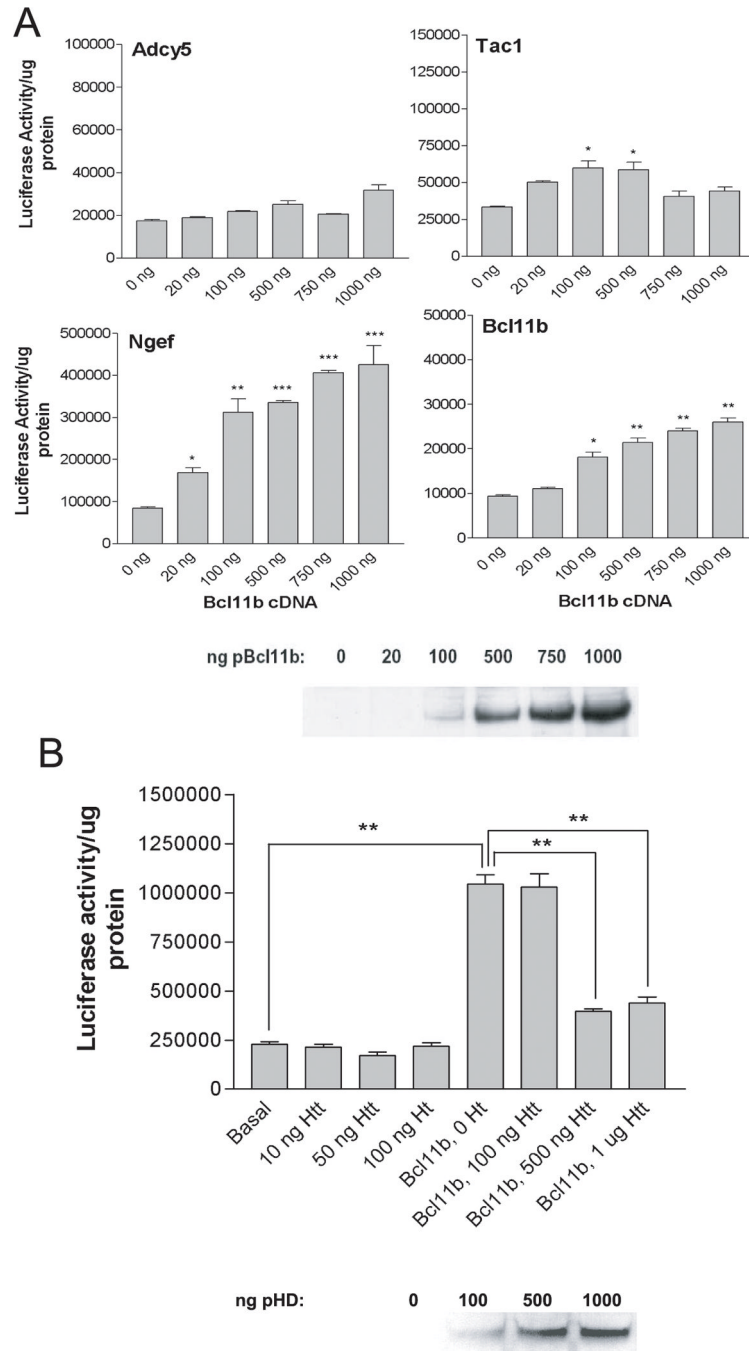 A
Adcy5
Luciferase Activity/ug
protein
100000
80000
60000
40000
20000
0
0 ng
20 ng
100 ng
500 ng
750 ng
1000 ng
Tac1
150000
125000
100000
75000
50000
25000
0
* *
0 ng
20 ng
100 ng
500 ng
750 ng
1000 ng
Ngef
Luciferase Activity/ug
protein
500000
400000
300000
200000
100000
0
* ** *** *** ***
0 ng
20 ng
100 ng
500 ng
750 ng
1000 ng
Bcl11b cDNA
Bcl11b
50000
40000
30000
20000
10000
0
* ** ** **
0 ng
20 ng
100 ng
500 ng
750 ng
1000 ng
Bcl11b cDNA
ng pBcl11b: 0 20 100 500 750 1000
B
Luciferase activity/ug
protein
1500000
1250000
1000000
750000
500000
250000
0
** ** **
Basal
10 ng Htt
50 ng Htt
100 ng Ht
Bcl11b, 0 Ht
Bcl11b, 100 ng Htt
Bcl11b, 500 ng Htt
Bcl11b, 1 ug Htt
ng pHD: 0 100 500 1000